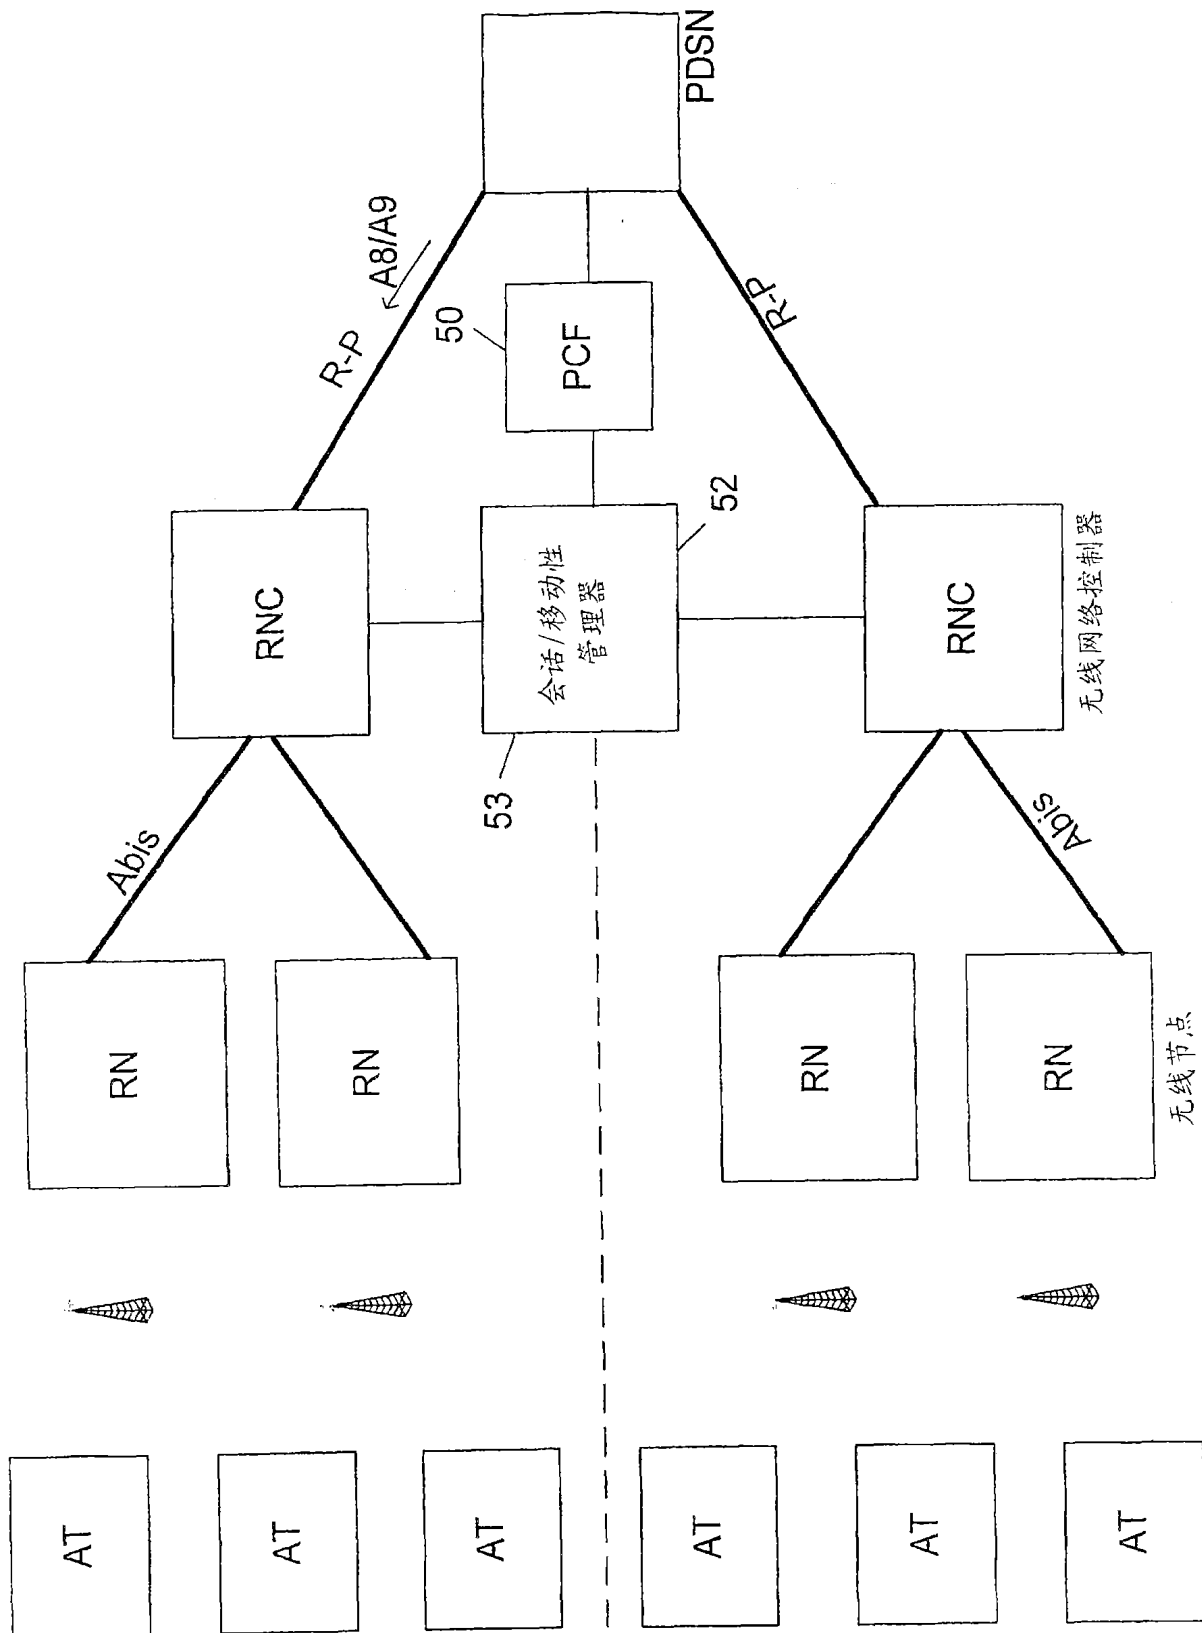 AT
AT
AT
AT
AT
AT
RN
RN
RN
RN
无线节点
Abis
Abis
RNC
53
会话/移动性
管理器
52
RNC
无线网络控制器
R-P
A8/A9
50
PCF
R-P
PDSN